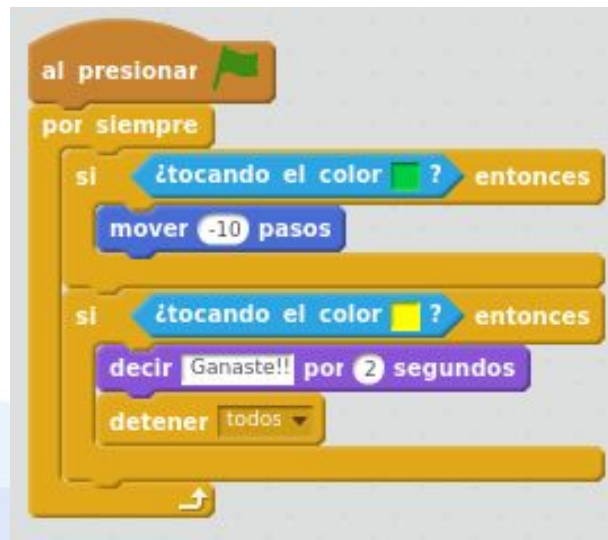 al presionar
por siempre
si ¿tocando el color ? entonces
mover -10 pasos
si ¿tocando el color ? entonces
decir Ganaste!! por 2 segundos
detener todos